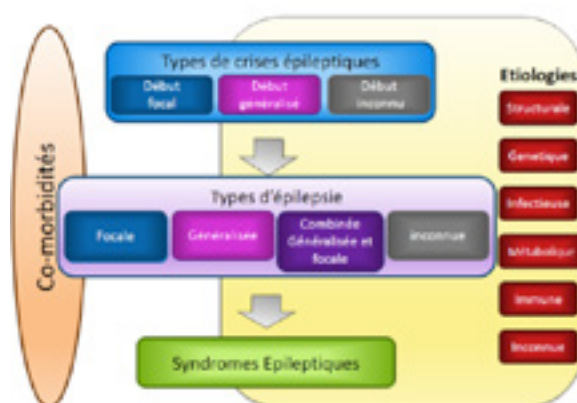 Co-morbidités
Types de crises épileptiques
Début
focal
Début
généralisé
Début
inconnu
Types d'épilepsie
Focale
Généralisée
Combinée
Généralisée et
focale
inconnue
Syndromes Epileptiques
Etiologies
Structurale
Genetique
Infectieuse
Métabolique
Immune
Inconnue